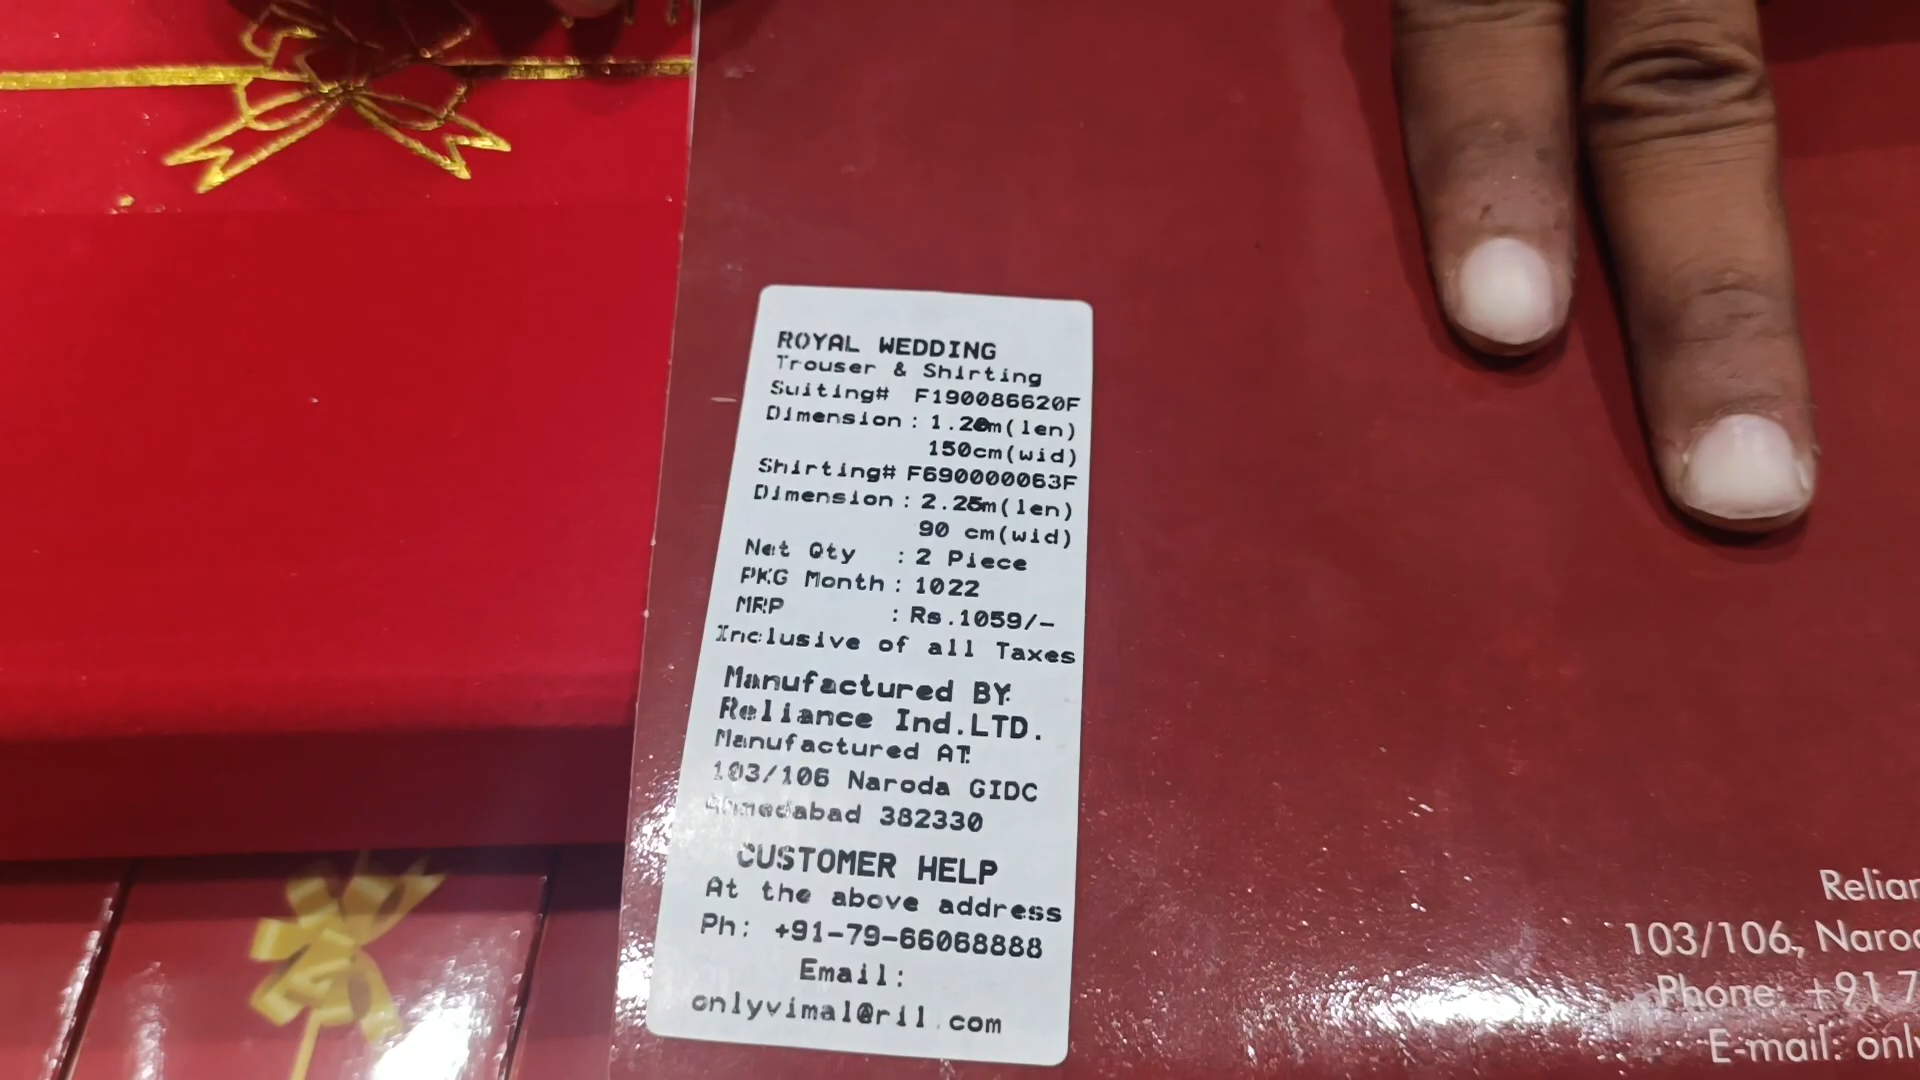 ROYAL WEDDING
Trouser & Shirting
Suiting# F190086620F
Dimension : 1.20m(len)
150cm(wid)
Shirting# F690000063F
Dimension : 2.25m(len)
90 cm(wid)
Net Qty : 2 Piece
PKG Month : 1022
MRP : Rs.1059/-
Inclusive of all Taxes
Manufactured BY:
Reliance Ind.LTD.
Manufactured AT:
103/106 Naroda GIDC
Ahmedabad 382330
CUSTOMER HELP
At the above address
Ph: +91-79-66068888
Email:
onlyvimal@ril.com
Relian
103/106, Naro
Phone: +91 7
E-mail: only